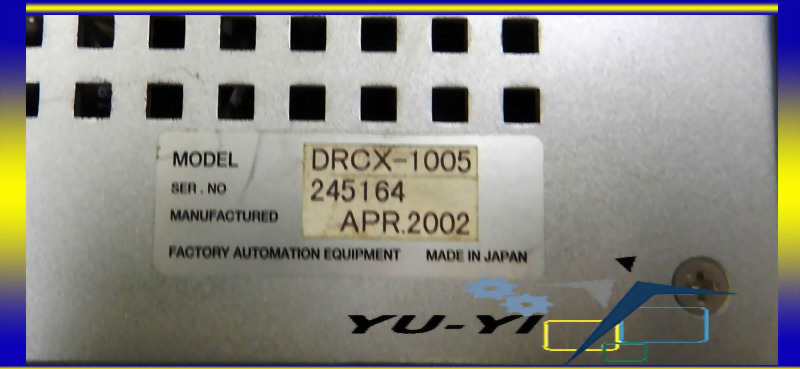 MODEL DRCX-1005
SER. NO 245164
MANUFACTURED APR.2002
FACTORY AUTOMATION EQUIPMENT MADE IN JAPAN
YU-YI